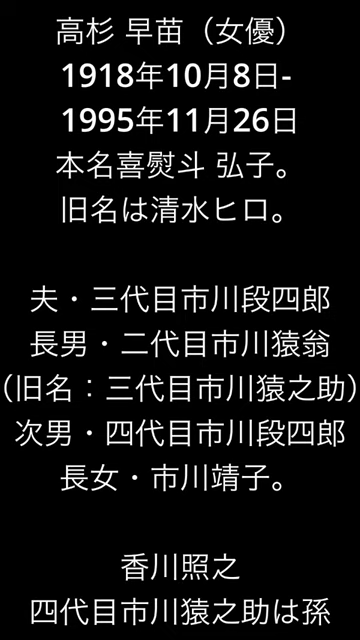 高杉 早苗（女優）
1918年10月8日-
1995年11月26日
本名喜熨斗 弘子。
旧名は清水ヒロ。
夫・三代目市川段四郎
長男・二代目市川猿翁
（旧名：三代目市川猿之助）
次男・四代目市川段四郎
長女・市川靖子。
香川照之
四代目市川猿之助は孫